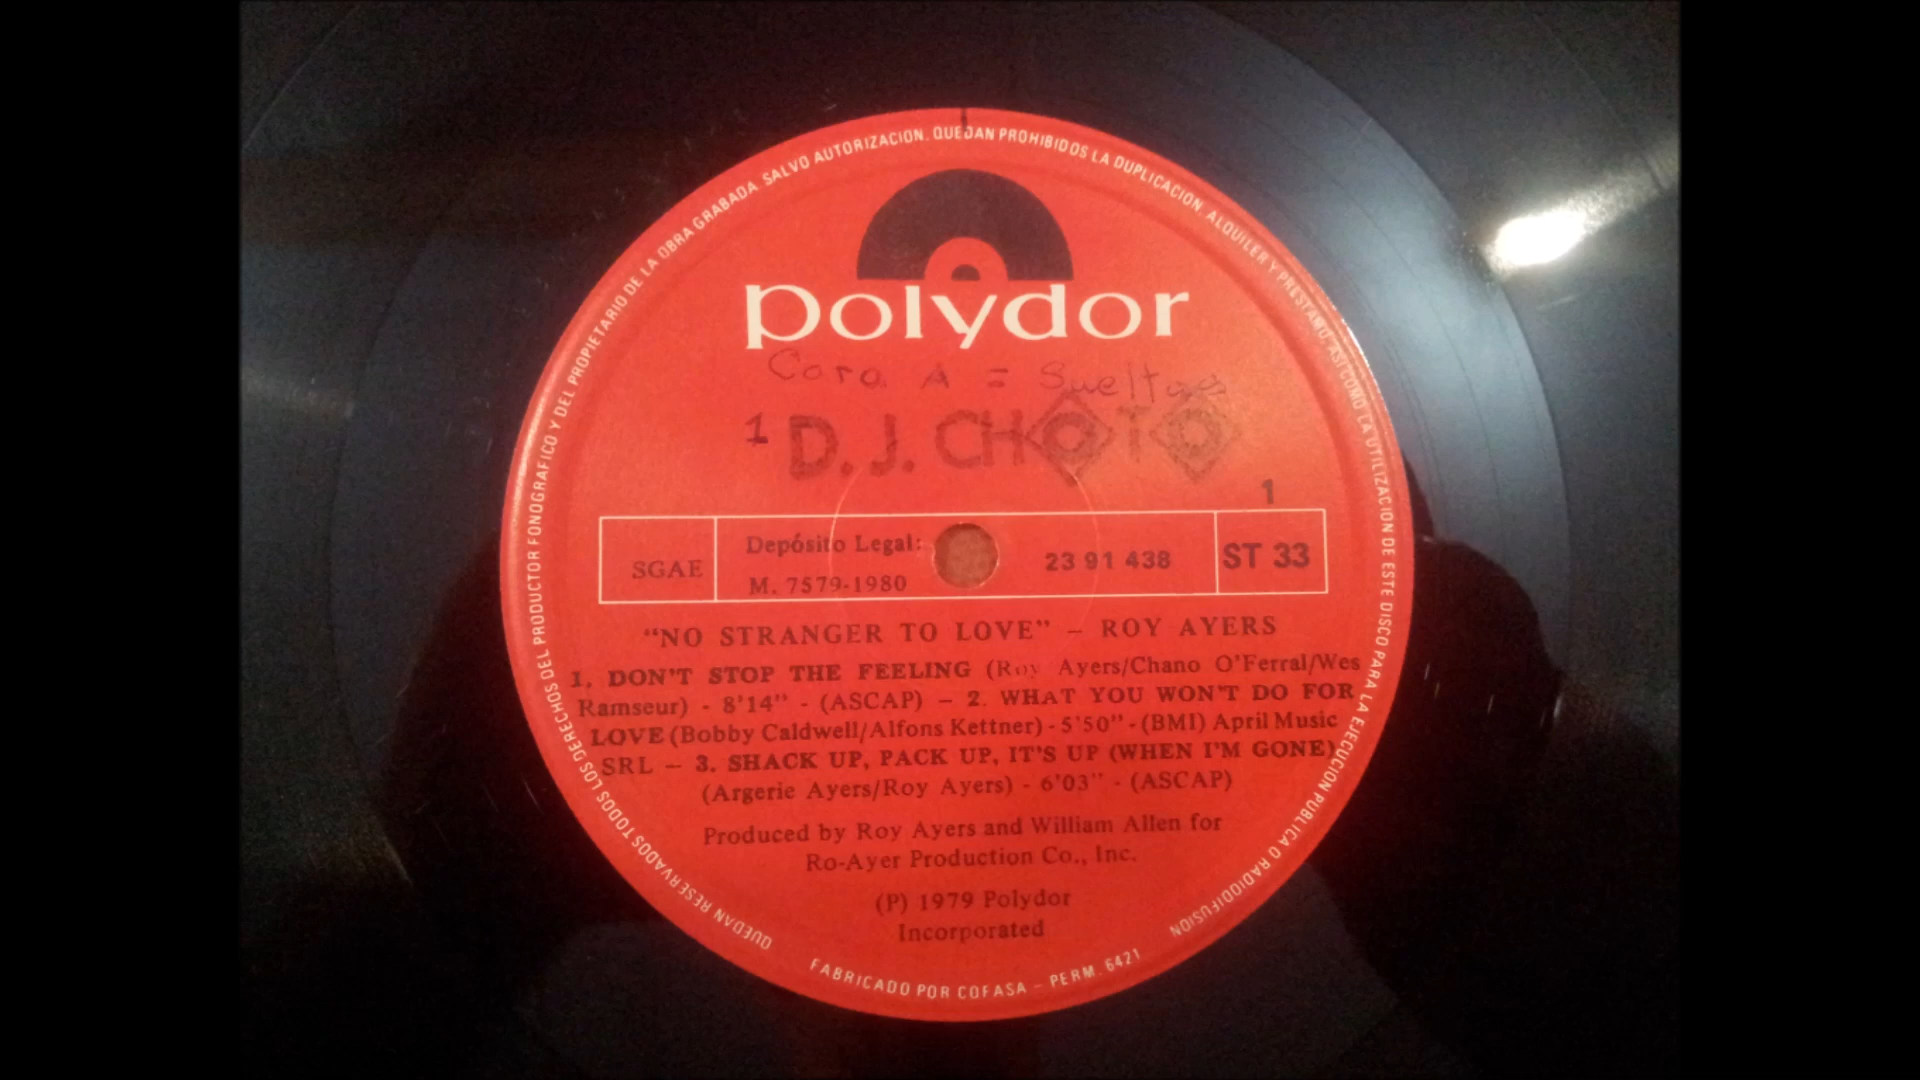 QUEDAN RESERVADOS TODOS LOS DERECHOS DEL PRODUCTOR FONOGRAFICO Y DEL PROPIETARIO DE LA OBRA GRABADA. SALVO AUTORIZACION. QUEDAN PROHIBIDOS LA DUPLICACION. ALQUILER Y PRESTAMO. ASI COMO LA UTILIZACION DE ESTE DISCO PARA LA EJECUCION PUBLICA O RADIODIFUSION
polydor
Cara A = Sueltas
1 D.J. CHOTO
1
SGAE
Depósito Legal:
M. 7579-1980
23 91 438
ST 33
"NO STRANGER TO LOVE" – ROY AYERS
1. DON'T STOP THE FEELING (Roy Ayers/Chano O'Ferral/Wes
Ramseur) - 8'14" - (ASCAP) – 2. WHAT YOU WON'T DO FOR
LOVE (Bobby Caldwell/Alfons Kettner) - 5'50" - (BMI) April Music
SRL – 3. SHACK UP, PACK UP, IT'S UP (WHEN I'M GONE)
(Argerie Ayers/Roy Ayers) - 6'03" - (ASCAP)
Produced by Roy Ayers and William Allen for
Ro-Ayer Production Co., Inc.
(P) 1979 Polydor
Incorporated
FABRICADO POR COFASA – PERM. 6421